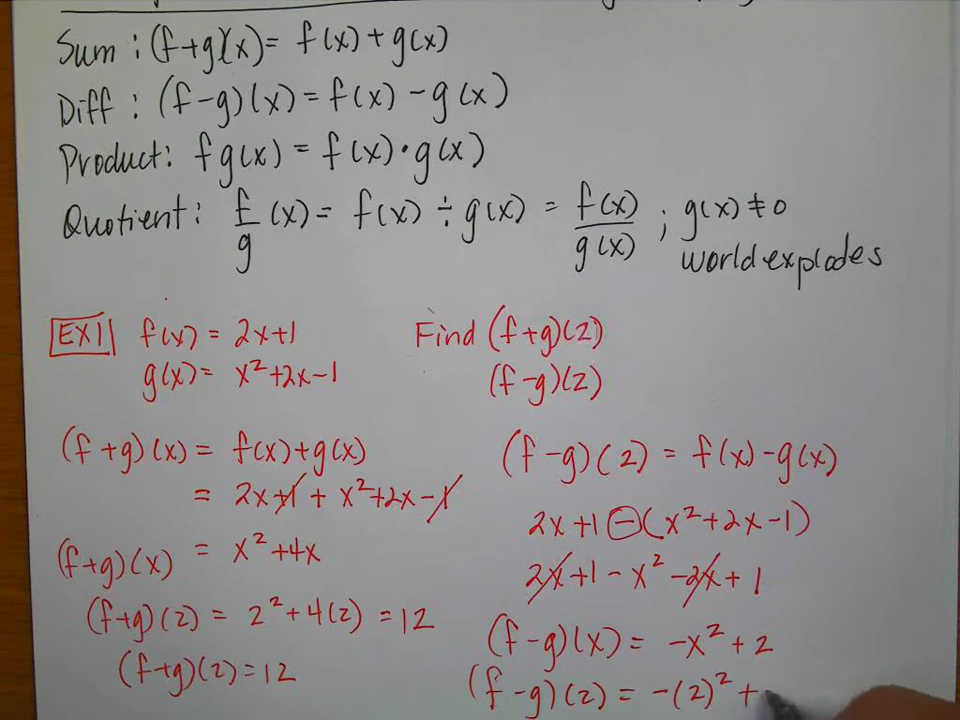 Sum : (f+g)(x) = f(x) + g(x)
Diff : (f-g)(x) = f(x) - g(x)
Product: fg(x) = f(x) • g(x)
Quotient: f/g (x) = f(x) ÷ g(x) = f(x)/g(x) ; g(x) ≠ 0
world explodes
EX1 f(x) = 2x+1
g(x) = x²+2x-1
Find (f+g)(2)
(f-g)(2)
(f+g)(x) = f(x)+g(x)
= 2x+1 + x²+2x-1
(f+g)(x) = x²+4x
(f+g)(2) = 2²+4(2) = 12
(f+g)(2) = 12
(f-g)(2) = f(x)-g(x)
2x+1-(x²+2x-1)
2x+1-x²-2x+1
(f-g)(x) = -x²+2
(f-g)(2) = -(2)²+